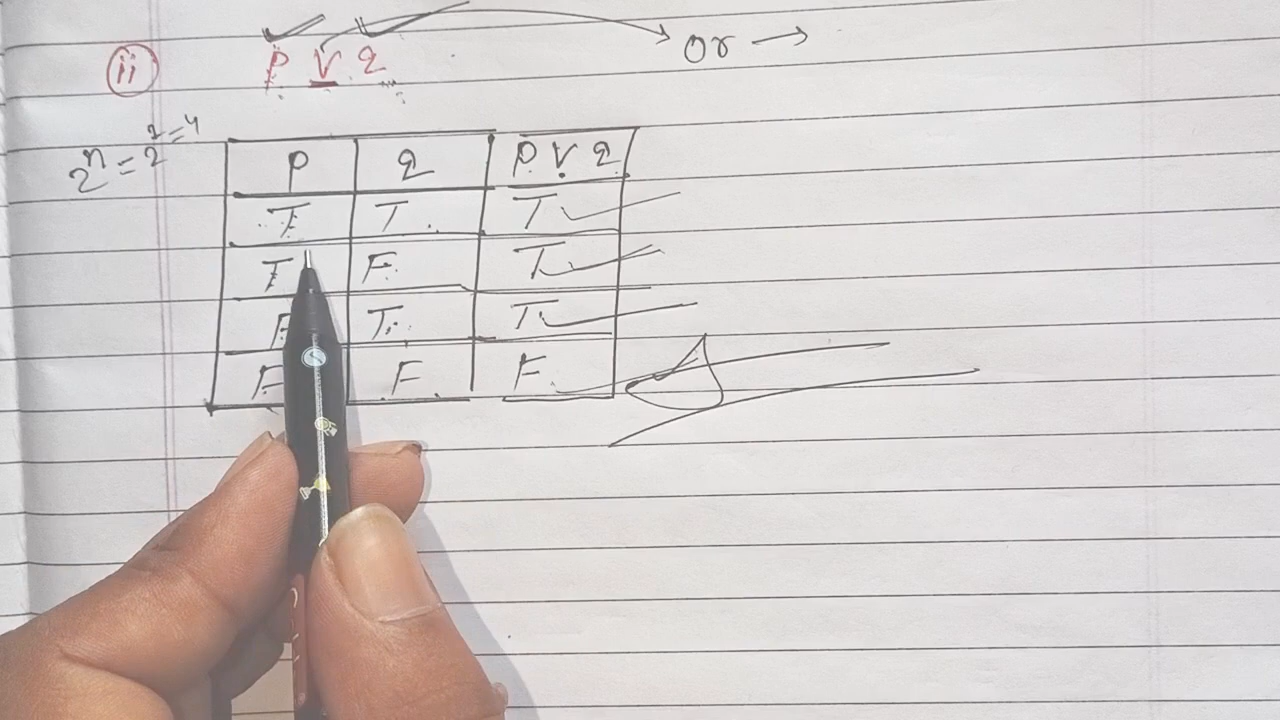 ii P V q Or →
2^n = 2^2 = 4
P q P V q
T T T
T F T
F T T
F F F